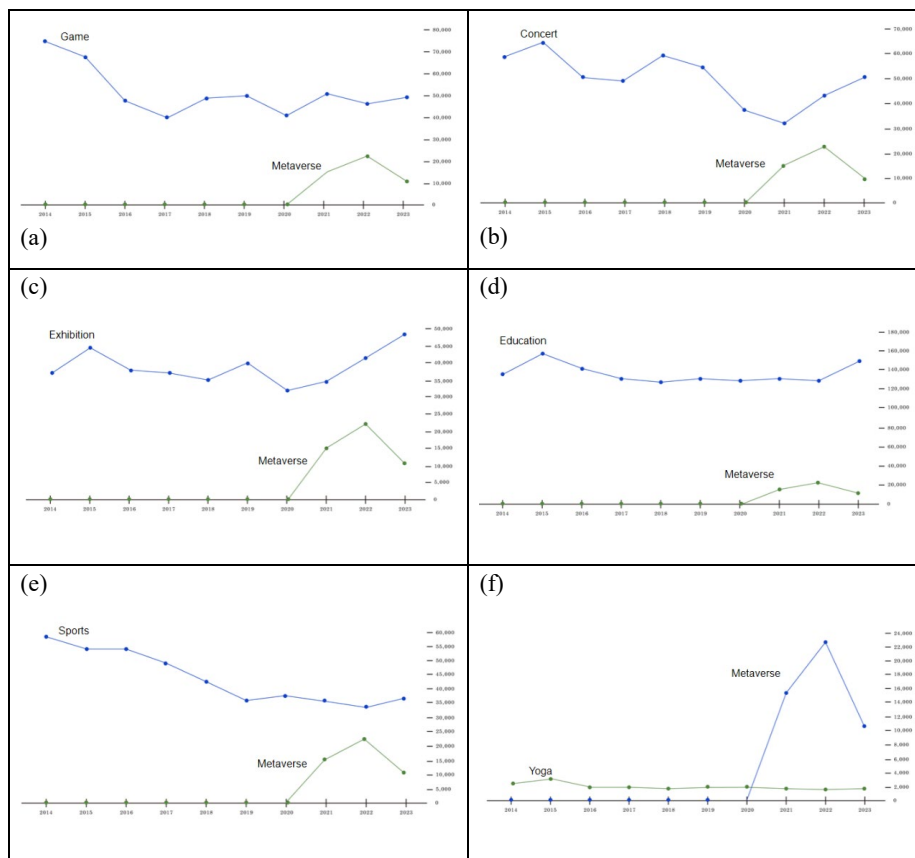 Game
80,000
70,000
60,000
50,000
40,000
30,000
20,000
10,000
0
Metaverse
2014 2015 2016 2017 2018 2019 2020 2021 2022 2023
(a)
Concert
70,000
60,000
50,000
40,000
30,000
20,000
10,000
0
Metaverse
2014 2015 2016 2017 2018 2019 2020 2021 2022 2023
(b)
(c)
Exhibition
50,000
45,000
40,000
35,000
30,000
25,000
20,000
15,000
10,000
5,000
0
Metaverse
2014 2015 2016 2017 2018 2019 2020 2021 2022 2023
(d)
Education
180,000
160,000
140,000
120,000
100,000
80,000
60,000
40,000
20,000
0
Metaverse
2014 2015 2016 2017 2018 2019 2020 2021 2022 2023
(e)
Sports
60,000
55,000
50,000
45,000
40,000
35,000
30,000
25,000
20,000
15,000
10,000
5,000
0
Metaverse
2014 2015 2016 2017 2018 2019 2020 2021 2022 2023
(f)
24,000
22,000
20,000
18,000
16,000
14,000
12,000
10,000
8,000
6,000
4,000
2,000
0
Metaverse
Yoga
2014 2015 2016 2017 2018 2019 2020 2021 2022 2023